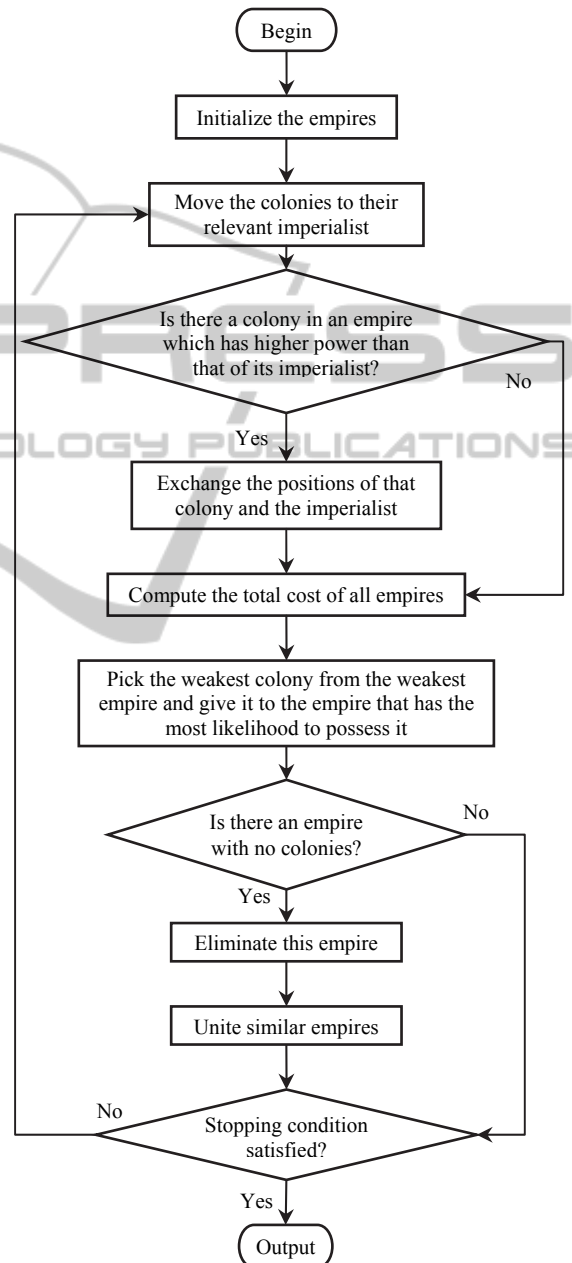 Begin
Initialize the empires
Move the colonies to their
relevant imperialist
PRESS
Is there a colony in an empire
which has higher power than
that of its imperialist?
No
OLOGY PUBLICATIONS
Yes
Exchange the positions of that
colony and the imperialist
Compute the total cost of all empires
Pick the weakest colony from the weakest
empire and give it to the empire that has the
most likelihood to possess it
No
Is there an empire
with no colonies?
Yes
Eliminate this empire
Unite similar empires
No
Stopping condition
satisfied?
Yes
Output